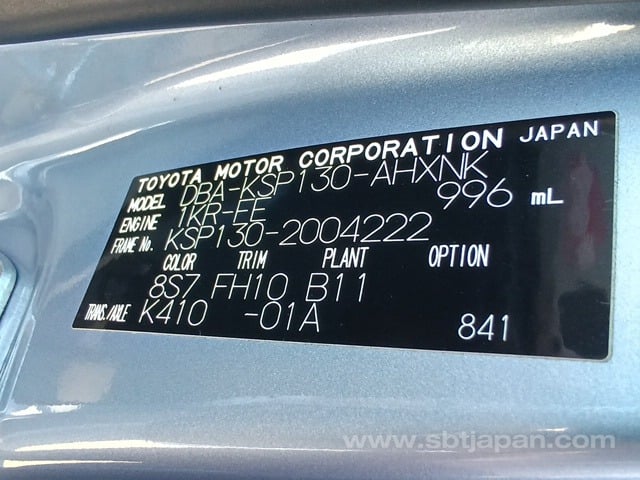 TOYOTA MOTOR CORPORATION JAPAN
MODEL DBA-KSP130-AHXNK
ENGINE 1KR-FE 996 mL
FRAME No. KSP130-2004222
COLOR TRIM PLANT OPTION
8S7 FH10 B11
TRANS./AXLE K410 -01A
841
www.sbtjapan.com